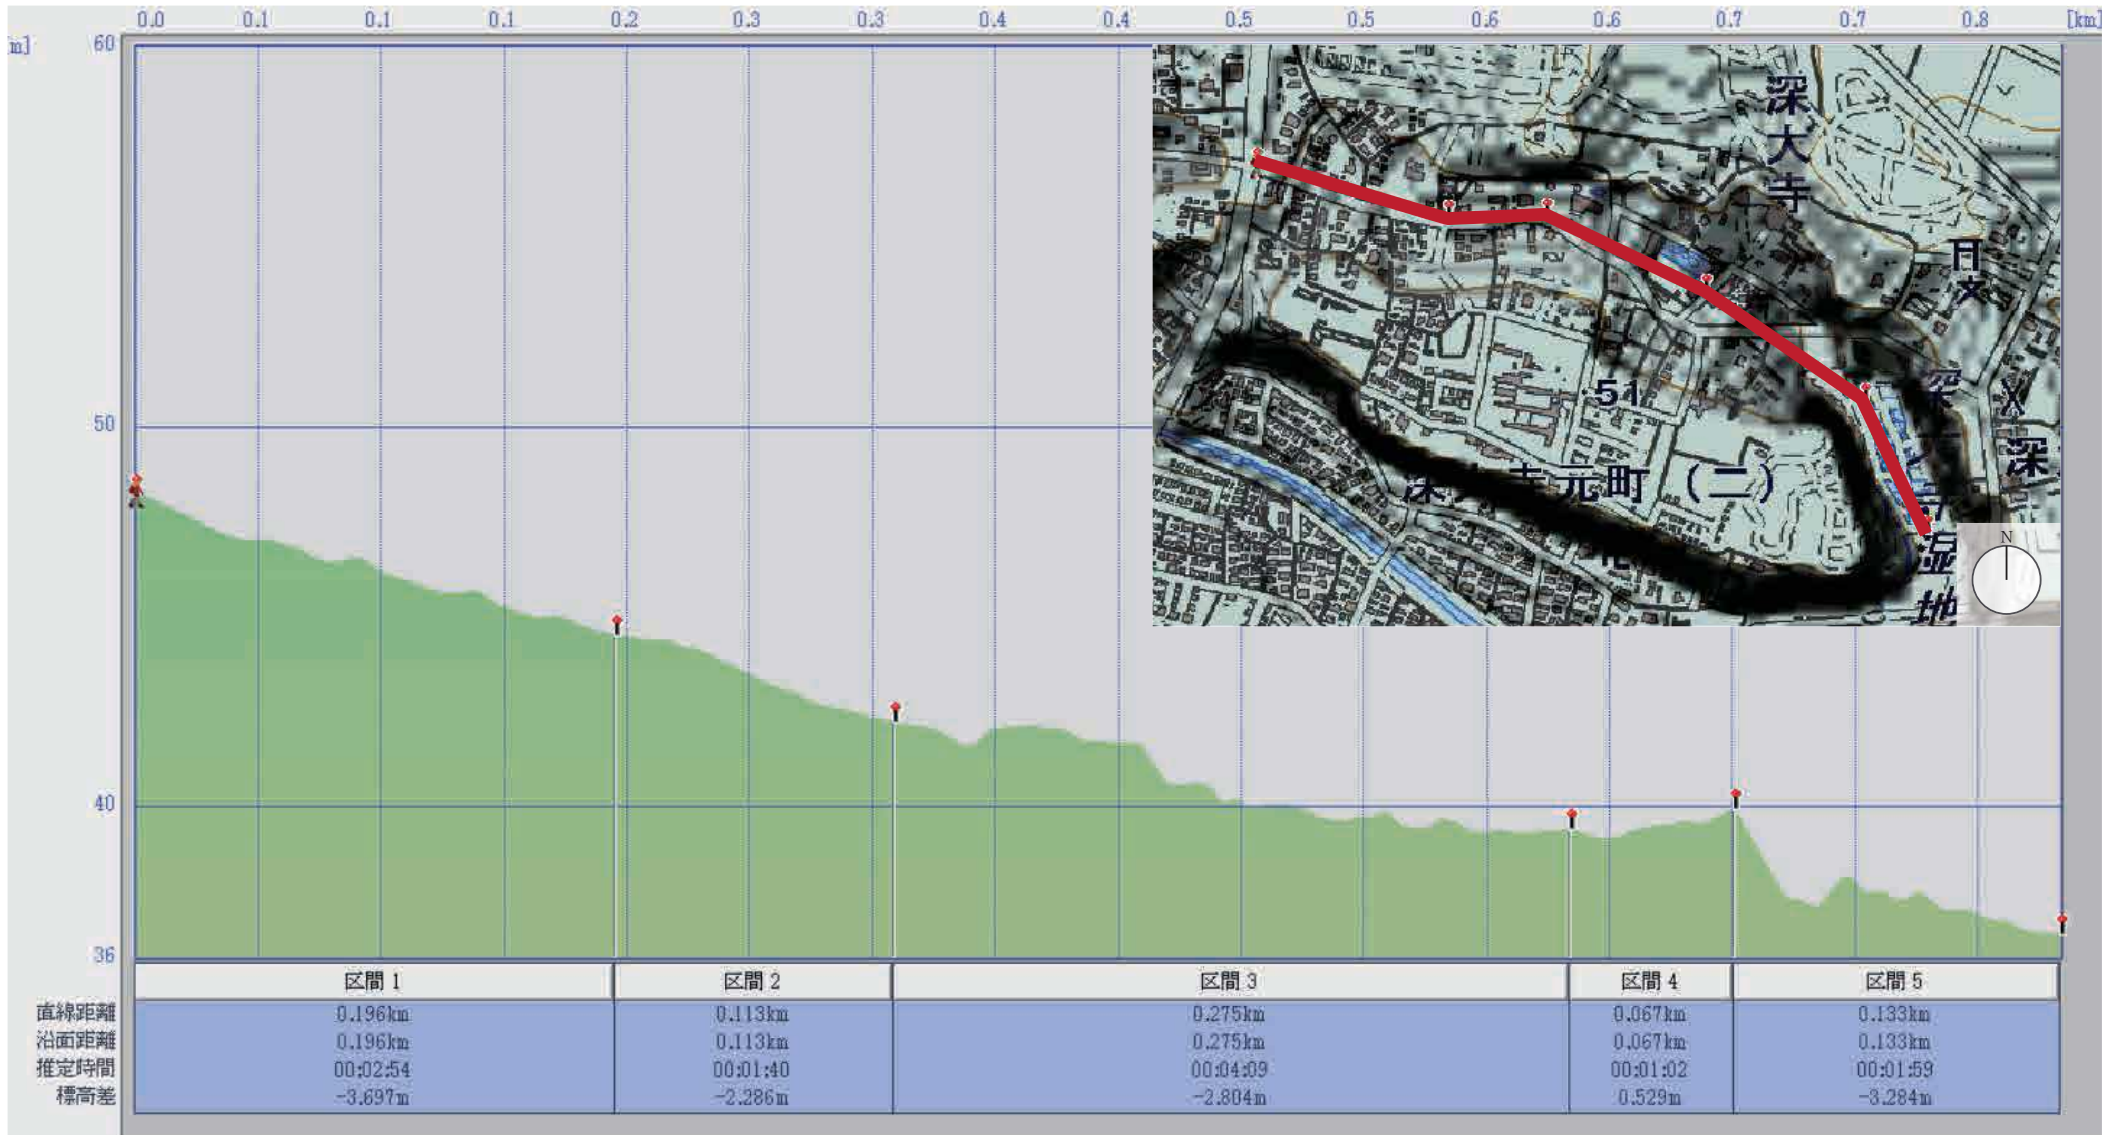 0.0 0.1 0.1 0.1 0.2 0.3 0.3 0.4 0.4 0.5 0.5 0.6 0.6 0.7 0.7 0.8 [km]
m]
60
50
40
36
深大寺
51
元町(二)
深
湿地
N
区間 1 区間 2 区間 3 区間 4 区間 5
直線距離 0.196km 0.113km 0.275km 0.067km 0.133km
沿面距離 0.196km 0.113km 0.275km 0.067km 0.133km
推定時間 00:02:54 00:01:40 00:04:09 00:01:02 00:01:59
標高差 -3.697m -2.286m -2.804m 0.529m -3.284m